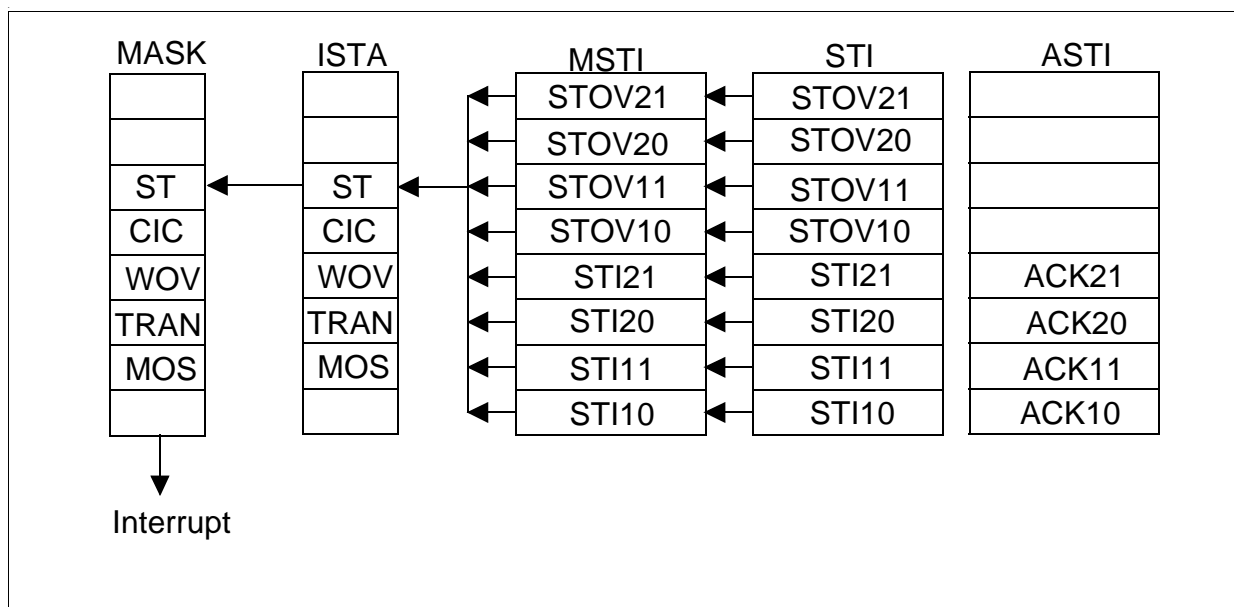 MASK ISTA MSTI STI ASTI
STOV21 STOV21
STOV20 STOV20
ST ST STOV11 STOV11
CIC CIC STOV10 STOV10
WOV WOV STI21 STI21 ACK21
TRAN TRAN STI20 STI20 ACK20
MOS MOS STI11 STI11 ACK11
STI10 STI10 ACK10
Interrupt